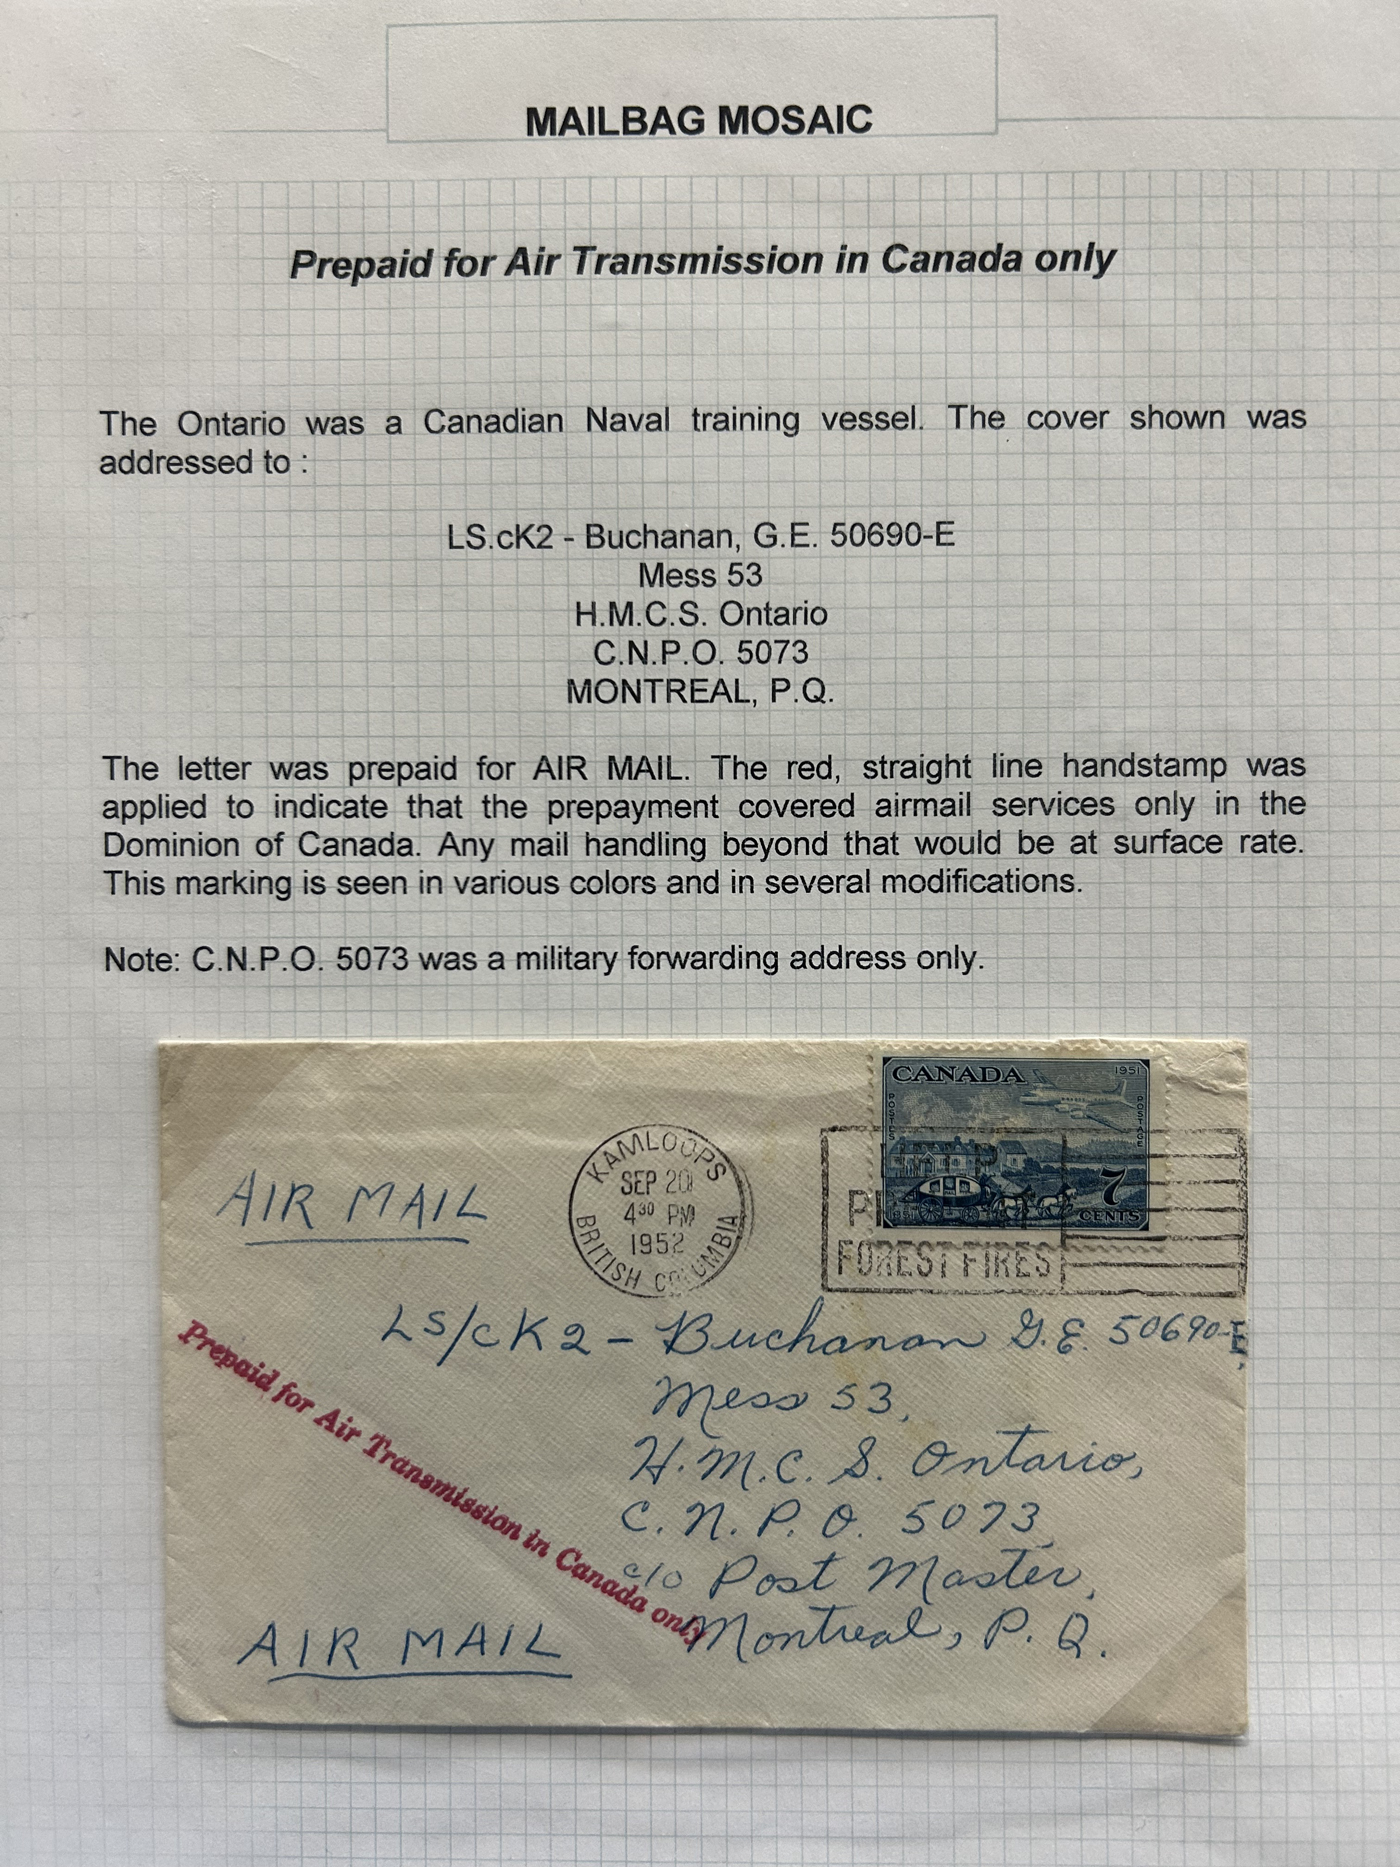 MAILBAG MOSAIC
Prepaid for Air Transmission in Canada only
The Ontario was a Canadian Naval training vessel. The cover shown was
addressed to :
LS.cK2 - Buchanan, G.E. 50690-E
Mess 53
H.M.C.S. Ontario
C.N.P.O. 5073
MONTREAL, P.Q.
The letter was prepaid for AIR MAIL. The red, straight line handstamp was
applied to indicate that the prepayment covered airmail services only in the
Dominion of Canada. Any mail handling beyond that would be at surface rate.
This marking is seen in various colors and in several modifications.
Note: C.N.P.O. 5073 was a military forwarding address only.
CANADA 1951
POSTES
POSTAGE
7
CENTS
KAMLOOPS
SEP 20
4³⁰ PM
1952
BRITISH COLUMBIA
FOREST FIRES
AIR MAIL
LS/cK2 - Buchanan G.E. 50690-E,
Mess 53,
H.M.C.S. Ontario,
C.N.P.O. 5073
c/o Post Master,
Montreal, P.Q.
Prepaid for Air Transmission in Canada only
AIR MAIL